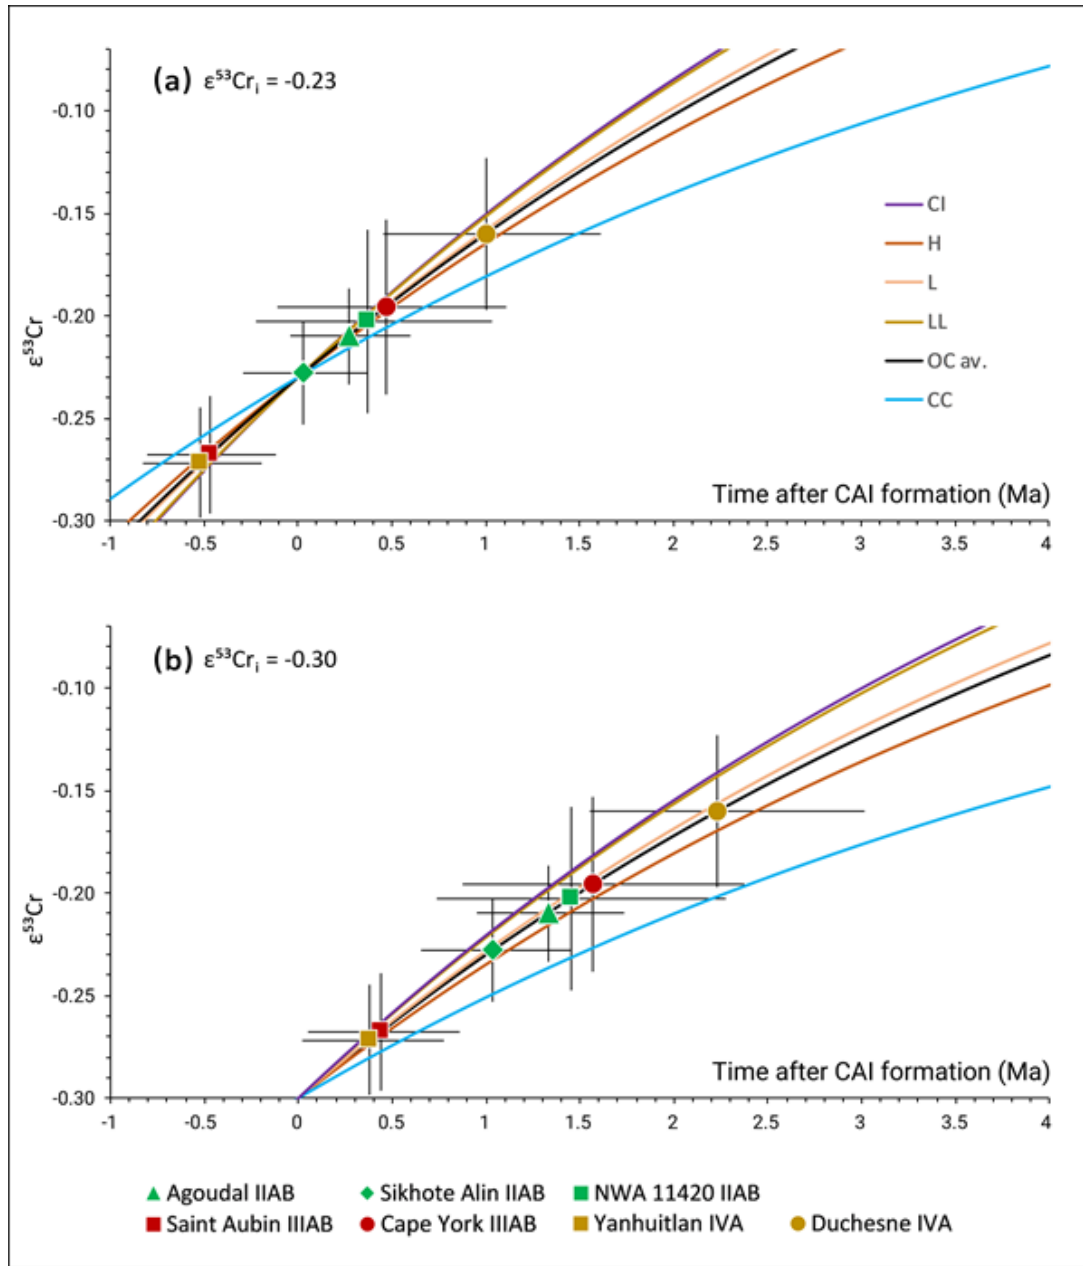 (a) ε⁵³Crᵢ = -0.23
-0.10
-0.15
-0.20
-0.25
-0.30
ε⁵³Cr
CI
H
L
LL
OC av.
CC
Time after CAI formation (Ma)
-1 -0.5 0 0.5 1 1.5 2 2.5 3 3.5 4
(b) ε⁵³Crᵢ = -0.30
-0.10
-0.15
-0.20
-0.25
-0.30
ε⁵³Cr
Time after CAI formation (Ma)
-1 -0.5 0 0.5 1 1.5 2 2.5 3 3.5 4
Agoudal IIAB Sikhote Alin IIAB NWA 11420 IIAB
Saint Aubin IIIAB Cape York IIIAB Yanhuitlan IVA Duchesne IVA